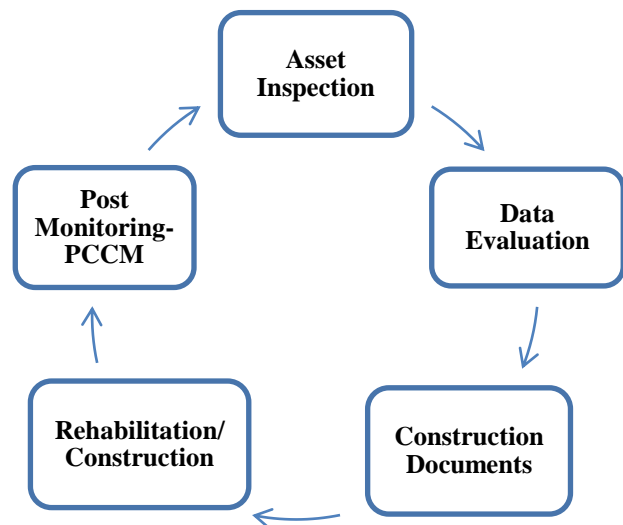 Asset
Inspection
Data
Evaluation
Construction
Documents
Rehabilitation/
Construction
Post
Monitoring-
PCCM